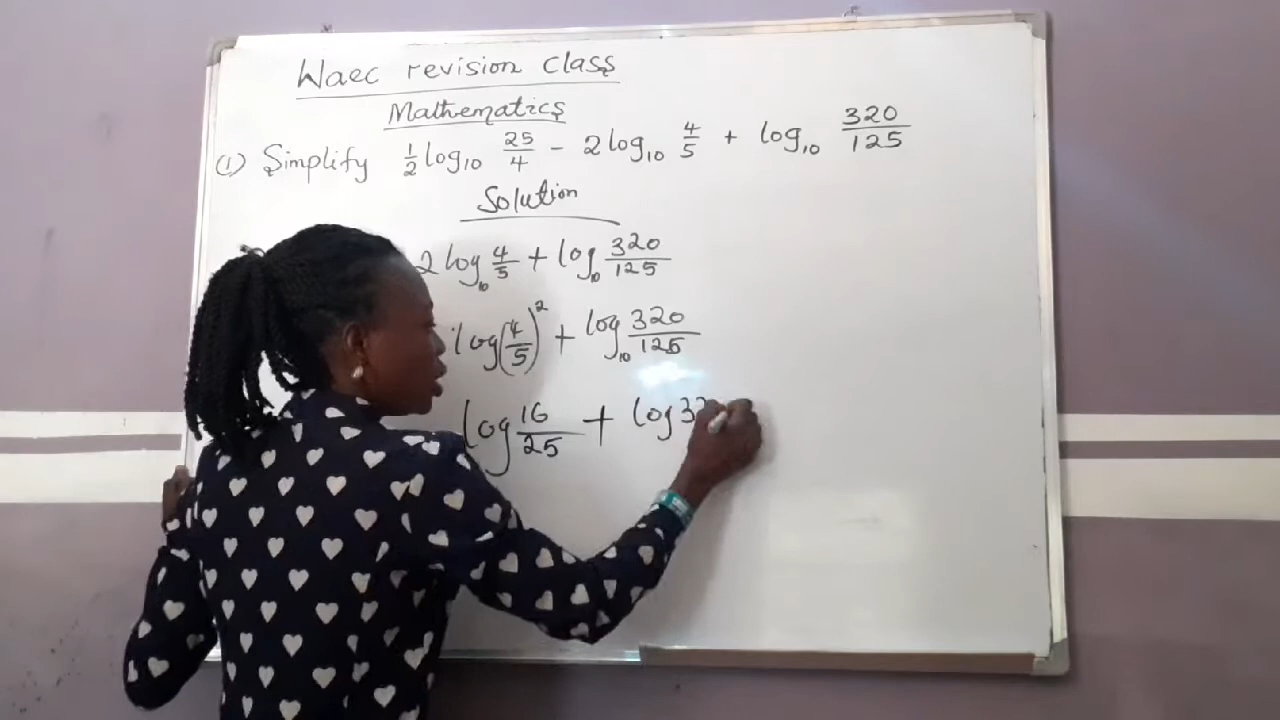 Waec revision class
Mathematics
① Simplify ½ log₁₀ 25/4 − 2 log₁₀ 4/5 + log₁₀ 320/125
Solution
2 log₁₀ 4/5 + log₁₀ 320/125
log(4/5)² + log₁₀ 320/125
log 16/25 + log 3